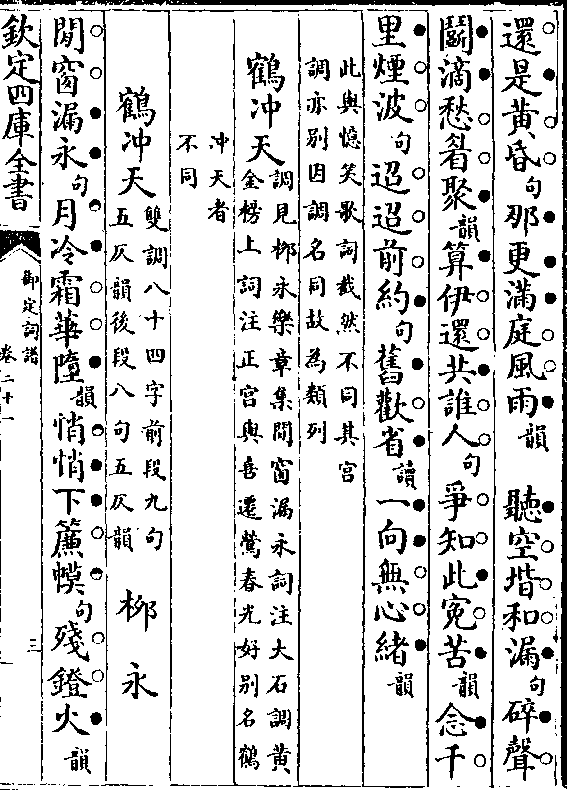 還是黄昏句那更滿庭風雨韻　聽空堦和漏句碎聲
鬭滴愁眉聚韻算伊還共誰人句爭知此寃苦韻念千
里煙波句迢迢前約句舊歡省讀一向無心緒韻
此與憶笑歌詞截然不同其宫
調亦别因調名同故為類列
鶴冲天調見栁永樂章集閒窗漏永詞注大石調黄
金榜上詞注正宫與喜遷鶯春光好别名鶴
冲天者
不同
鶴冲天雙調八十四字前段九句
五仄韻後段八句五仄韻　栁永
閒窗漏永句月冷霜華墮韻悄悄下簾幙句殘鐙火韻
欽定四庫全書
御定詞譜
卷二十一
三